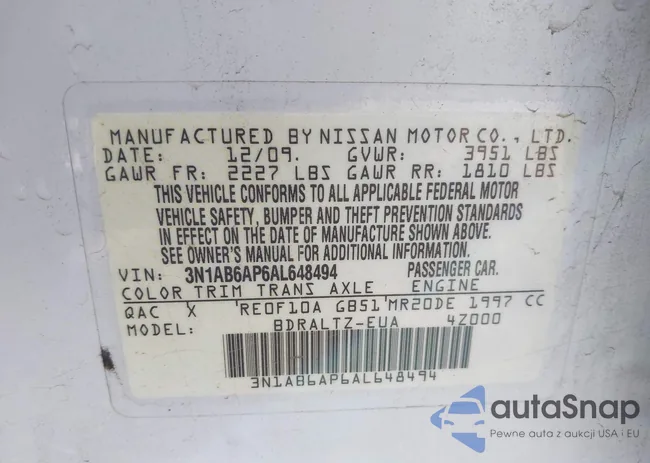 MANUFACTURED BY NISSAN MOTOR CO., LTD.
DATE: 12/09. GVWR: 3951 LBS
GAWR FR: 2227 LBS GAWR RR: 1810 LBS
THIS VEHICLE CONFORMS TO ALL APPLICABLE FEDERAL MOTOR
VEHICLE SAFETY, BUMPER AND THEFT PREVENTION STANDARDS
IN EFFECT ON THE DATE OF MANUFACTURE SHOWN ABOVE.
SEE OWNER'S MANUAL FOR ADDITIONAL INFORMATION.
VIN: 3N1AB6AP6AL648494 PASSENGER CAR.
COLOR TRIM TRANS AXLE ENGINE
QAC X 'RE0F10A GB51'MR20DE 1997 CC
MODEL: BDRALTZ-EUA 4Z000
3N1AB6AP6AL648494
autaSnap
Pewne auta z aukcji USA i EU